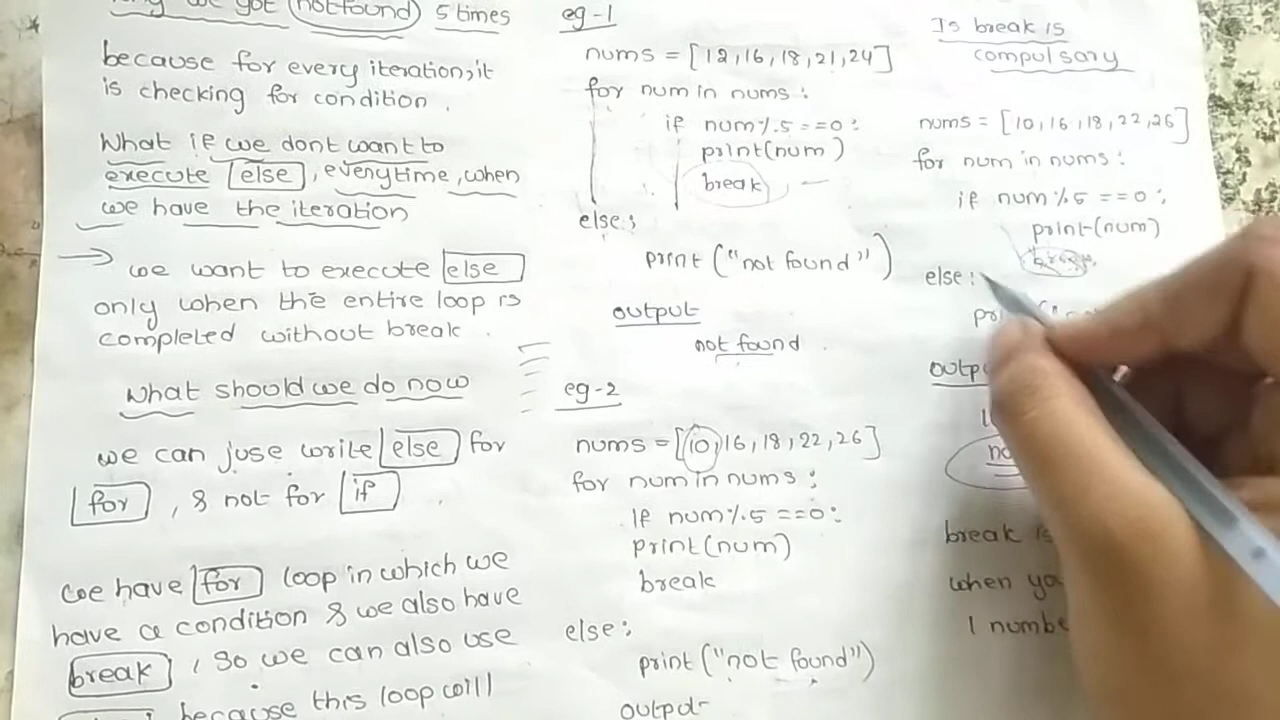 we got (not found) 5 times
because for every iteration, it
is checking for condition.
What if we dont want to
execute else, everytime, when
we have the iteration
→ we want to execute else
only when the entire loop is
completed without break.
What should we do now
we can juse write else for
for, & not for if
we have for loop in which we
have a condition & we also have
break, so we can also use
because this loop will
eg-1
nums = [12,16,18,21,24]
for num in nums:
if num%5==0:
print(num)
break
else:
print("not found")
output
not found
eg-2
nums = [10,16,18,22,26]
for num in nums:
If num%5==0:
print(num)
break
else:
print("not found")
output
Is break is
compulsary
nums = [10,16,18,22,26]
for num in nums:
if num%5==0:
print(num)
else:
break
when
1